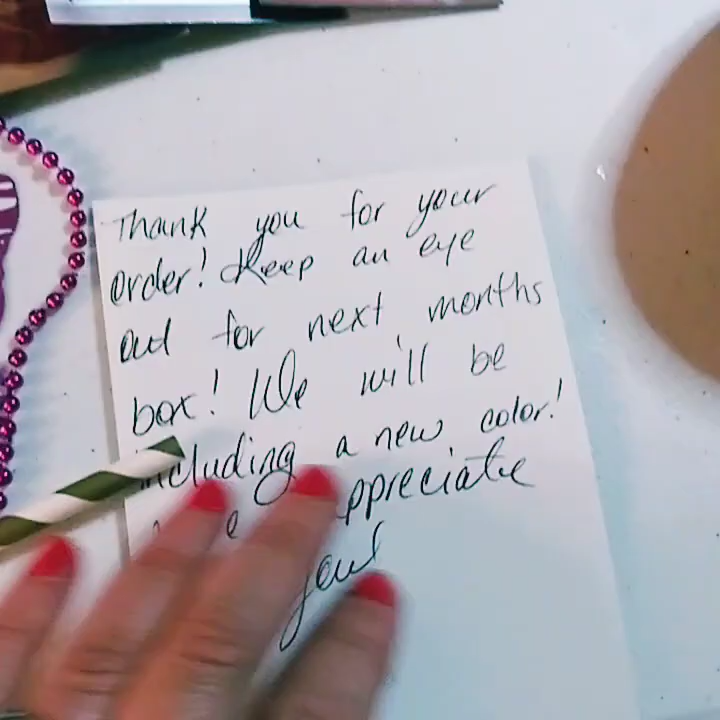 Thank you for your
order! Keep an eye
out for next months
box! We will be
including a new color!
appreciate
you!